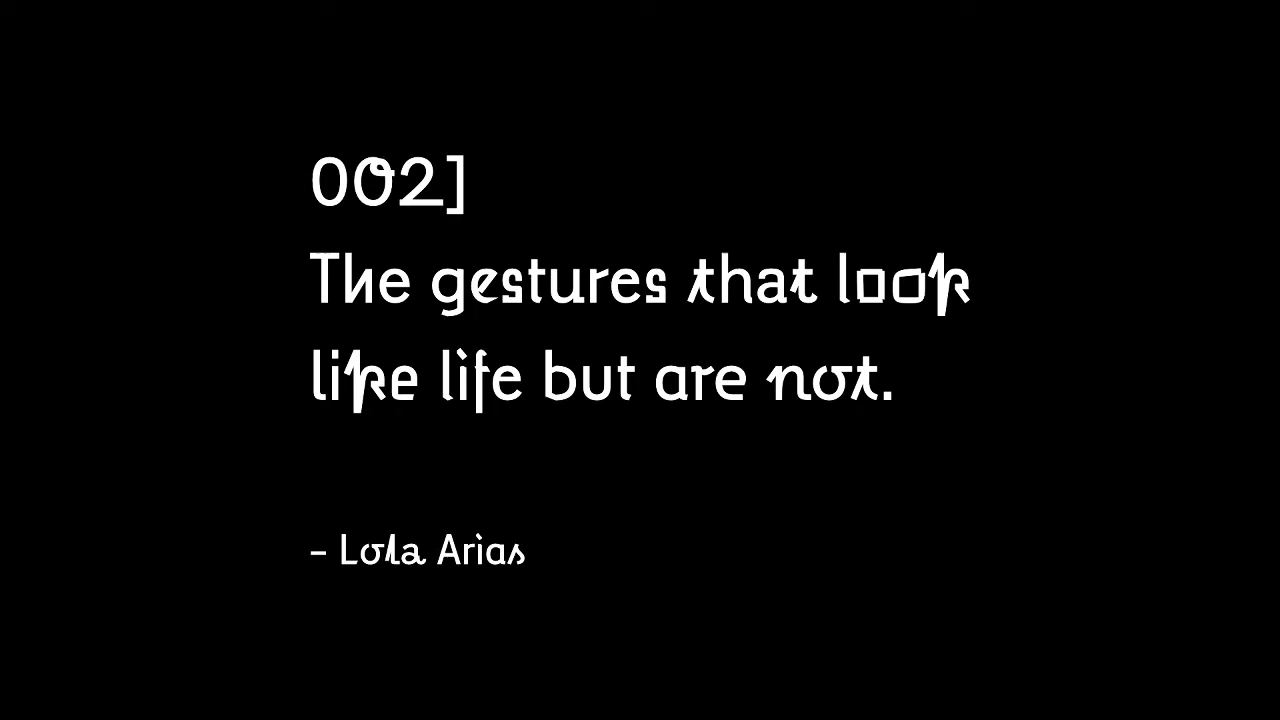 002]
The gestures that look
like life but are not.
– Lola Arias